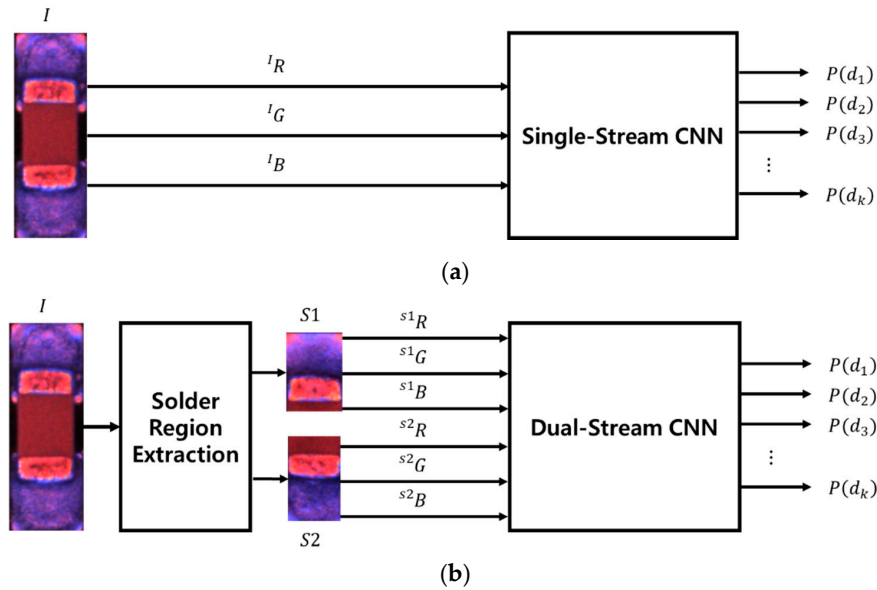 I
ᴵR
ᴵG
ᴵB
Single-Stream CNN
P(d₁)
P(d₂)
P(d₃)
⋮
P(dₖ)
(a)
I
Solder
Region
Extraction
S1
S2
ˢ¹R
ˢ¹G
ˢ¹B
ˢ²R
ˢ²G
ˢ²B
Dual-Stream CNN
P(d₁)
P(d₂)
P(d₃)
⋮
P(dₖ)
(b)